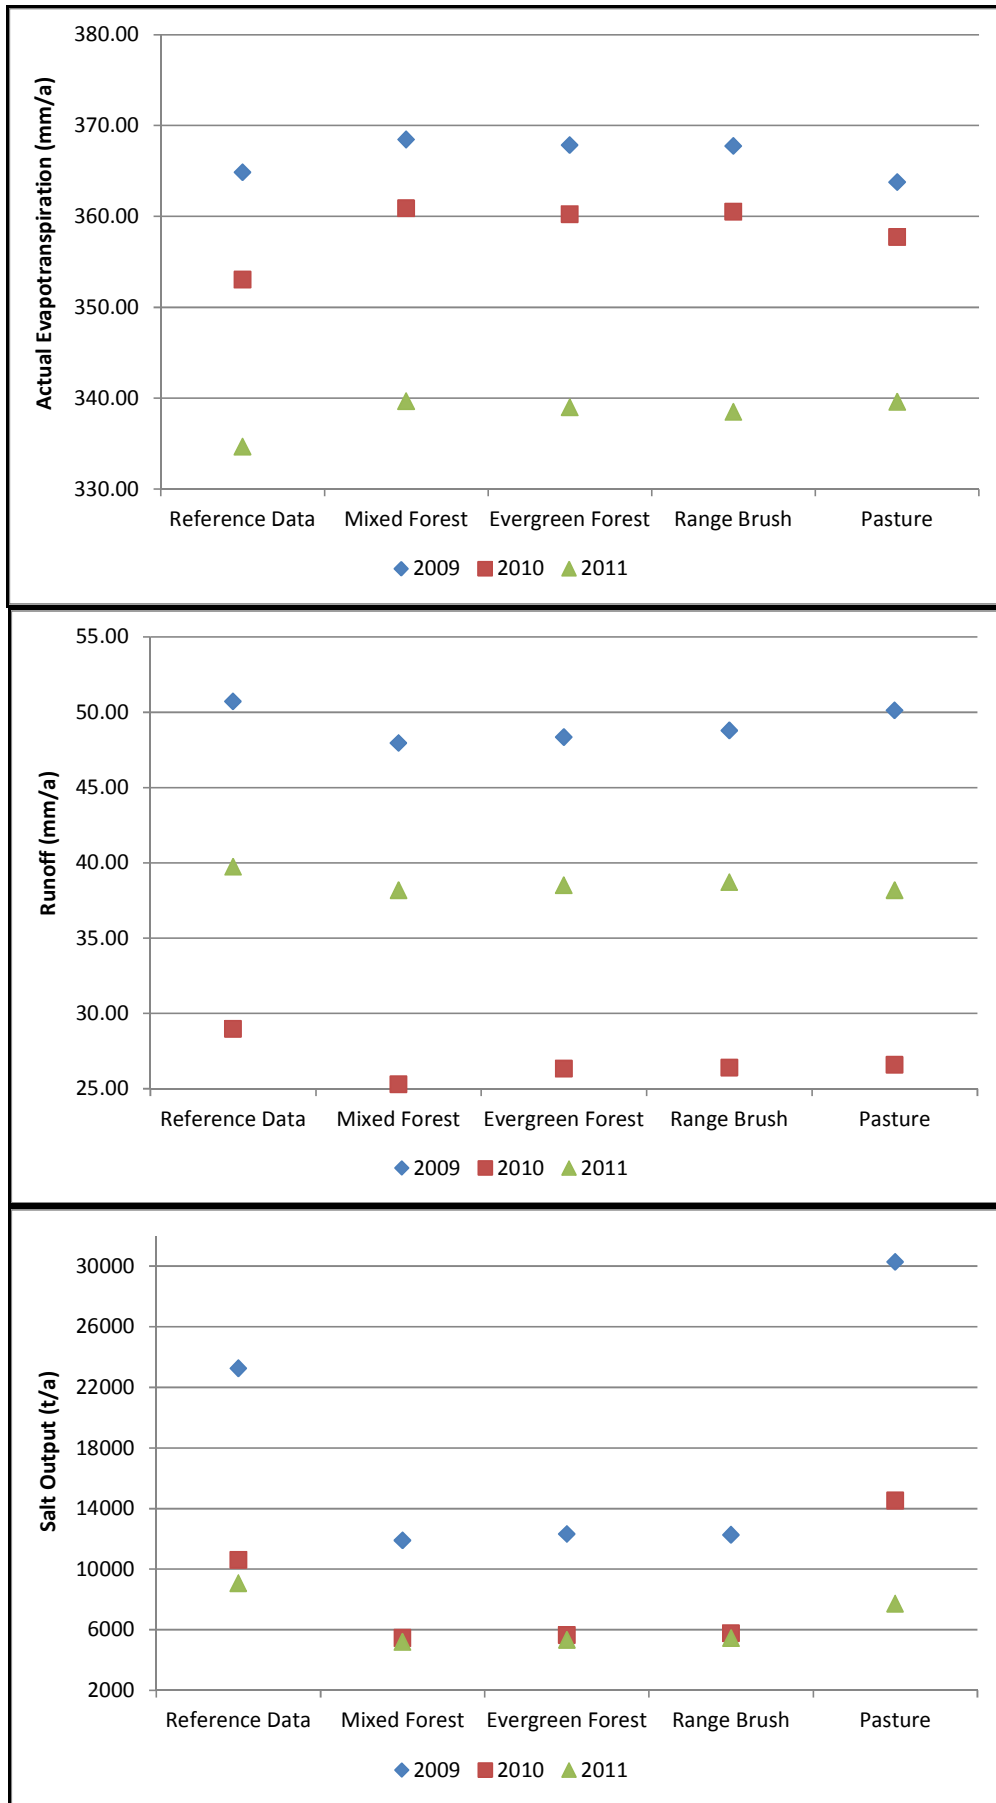 380.00
370.00
360.00
350.00
340.00
330.00
Actual Evapotranspiration (mm/a)
Reference Data Mixed Forest Evergreen Forest Range Brush Pasture
2009 2010 2011
55.00
50.00
45.00
40.00
35.00
30.00
25.00
Runoff (mm/a)
Reference Data Mixed Forest Evergreen Forest Range Brush Pasture
2009 2010 2011
30000
26000
22000
18000
14000
10000
6000
2000
Salt Output (t/a)
Reference Data Mixed Forest Evergreen Forest Range Brush Pasture
2009 2010 2011